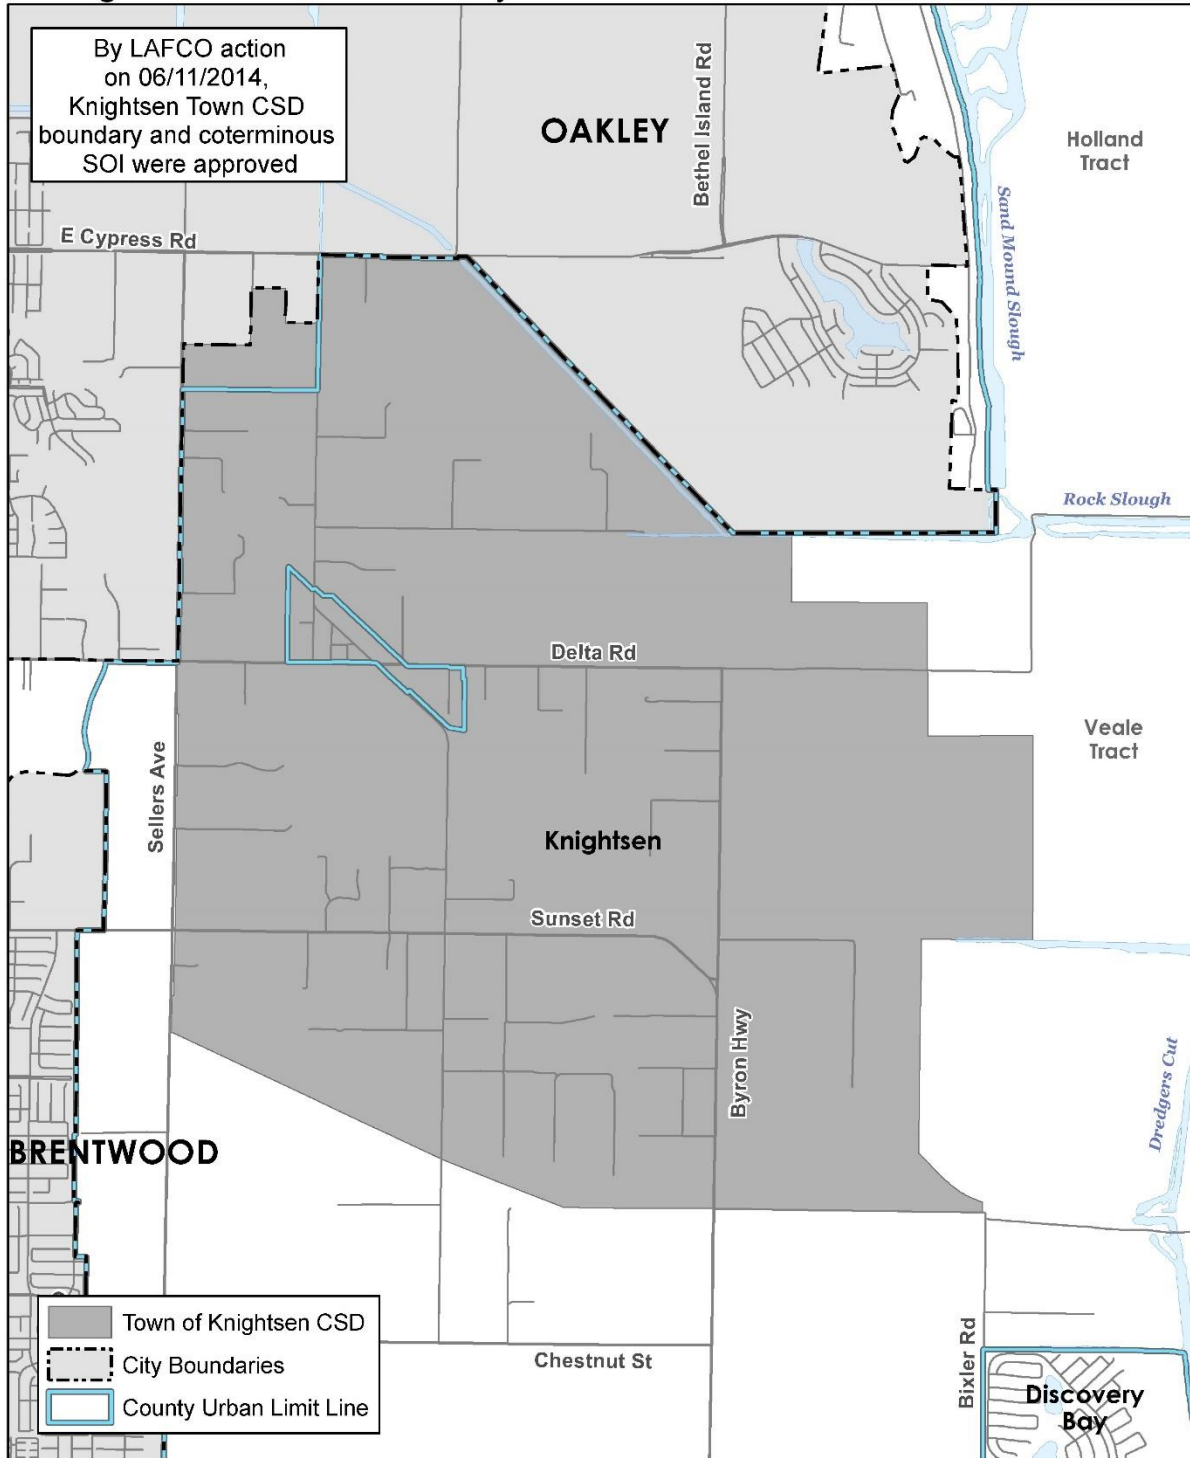 By LAFCO action
on 06/11/2014,
Knightsen Town CSD
boundary and coterminous
SOI were approved
OAKLEY
Bethel Island Rd
Holland
Tract
E Cypress Rd
Sand Mound Slough
Rock Slough
Delta Rd
Veale
Tract
Sellers Ave
Knightsen
Sunset Rd
Byron Hwy
Dredgers Cut
BRENTWOOD
Town of Knightsen CSD
City Boundaries
County Urban Limit Line
Chestnut St
Bixler Rd
Discovery
Bay